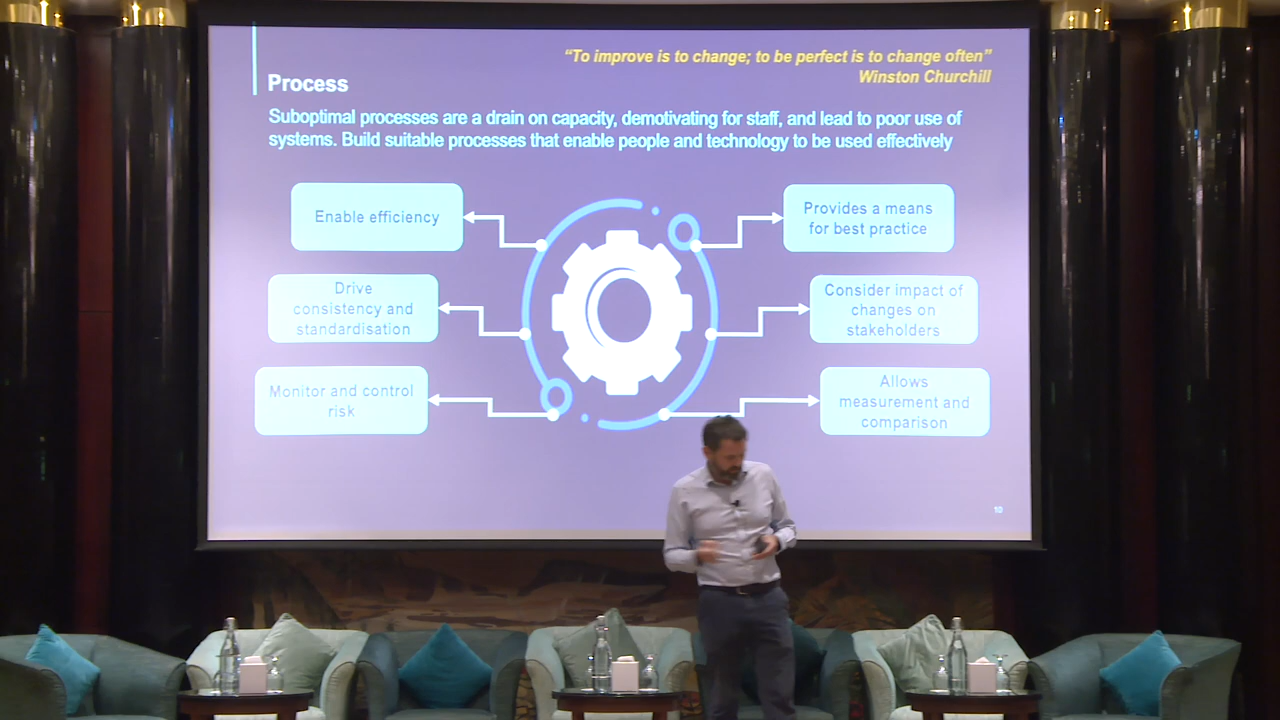 “To improve is to change; to be perfect is to change often”
Winston Churchill
Process
Suboptimal processes are a drain on capacity, demotivating for staff, and lead to poor use of
systems. Build suitable processes that enable people and technology to be used effectively
Enable efficiency
Drive
consistency and
standardisation
Monitor and control
risk
Provides a means
for best practice
Consider impact of
changes on
stakeholders
Allows
measurement and
comparison
10